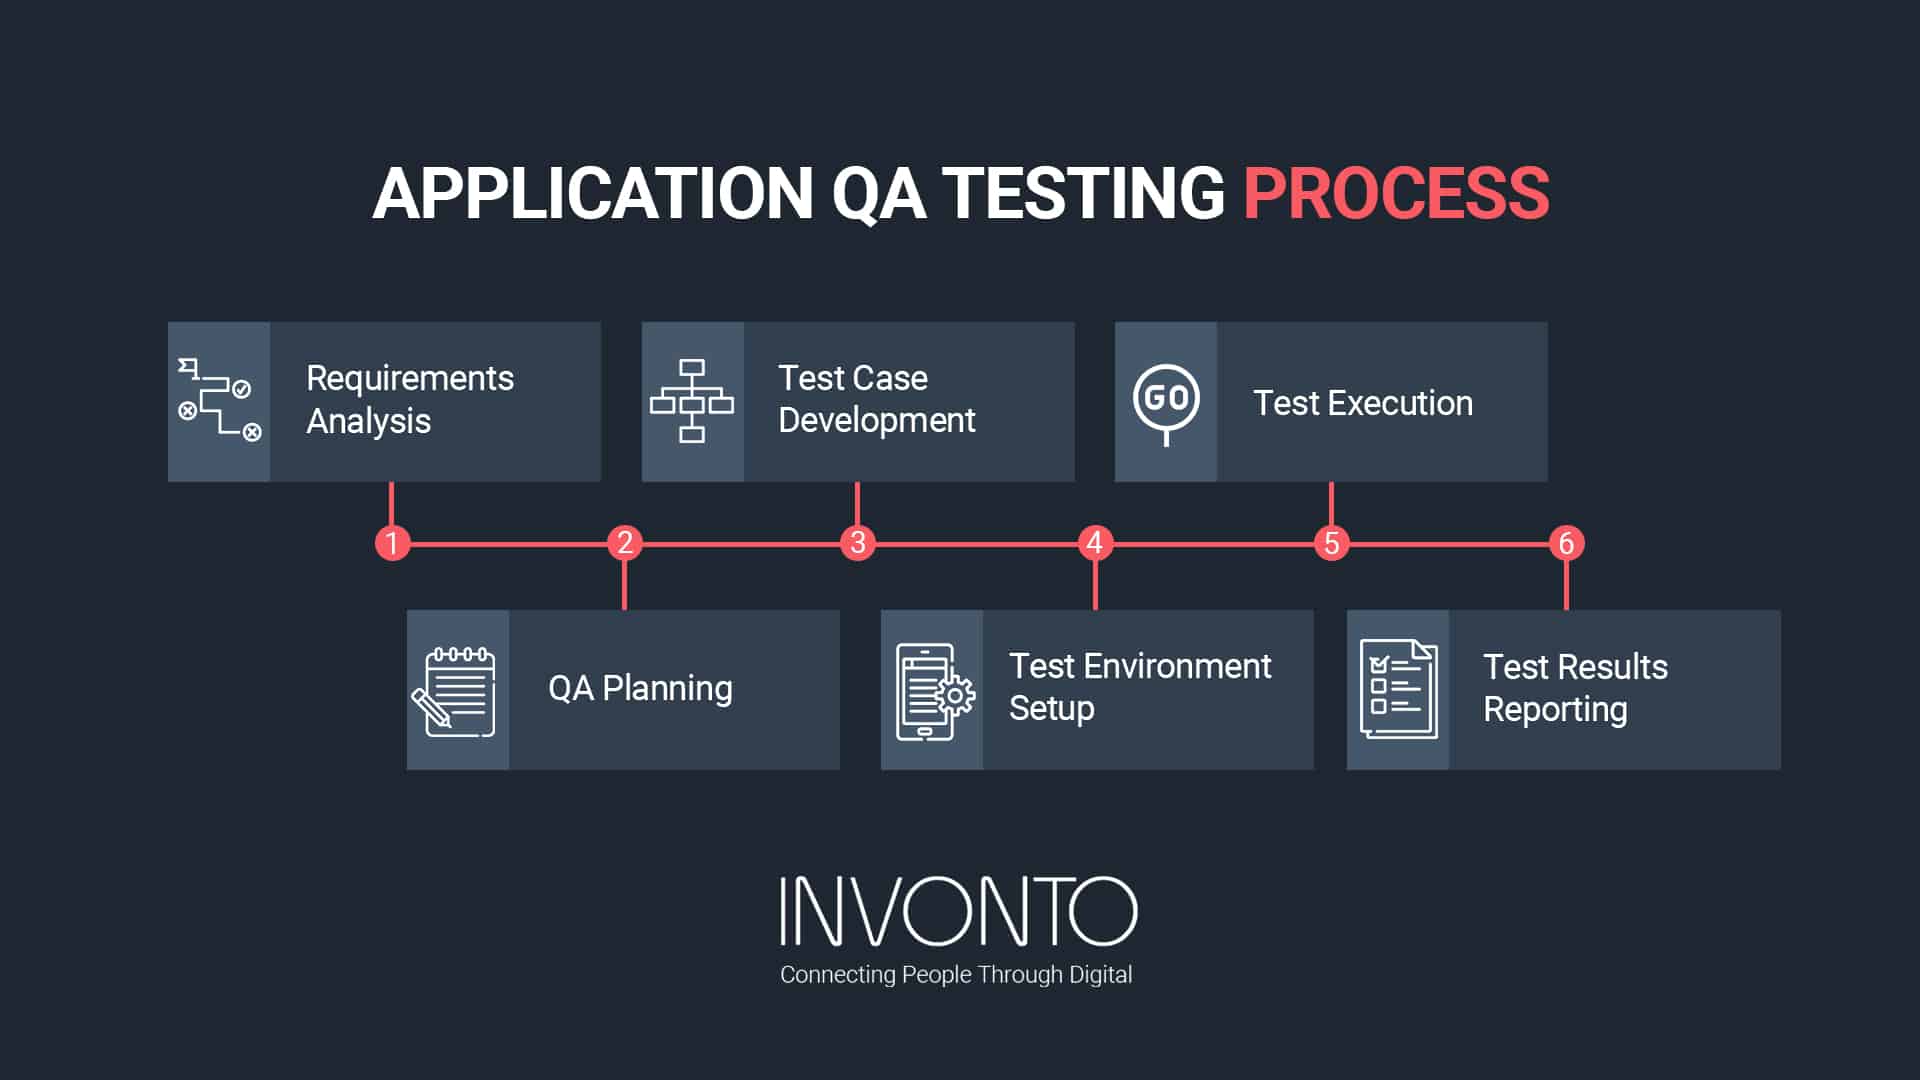 APPLICATION QA TESTING PROCESS
Requirements
Analysis
Test Case
Development
GO
Test Execution
1
2
3
4
5
6
QA Planning
Test Environment
Setup
Test Results
Reporting
INVONTO
Connecting People Through Digital